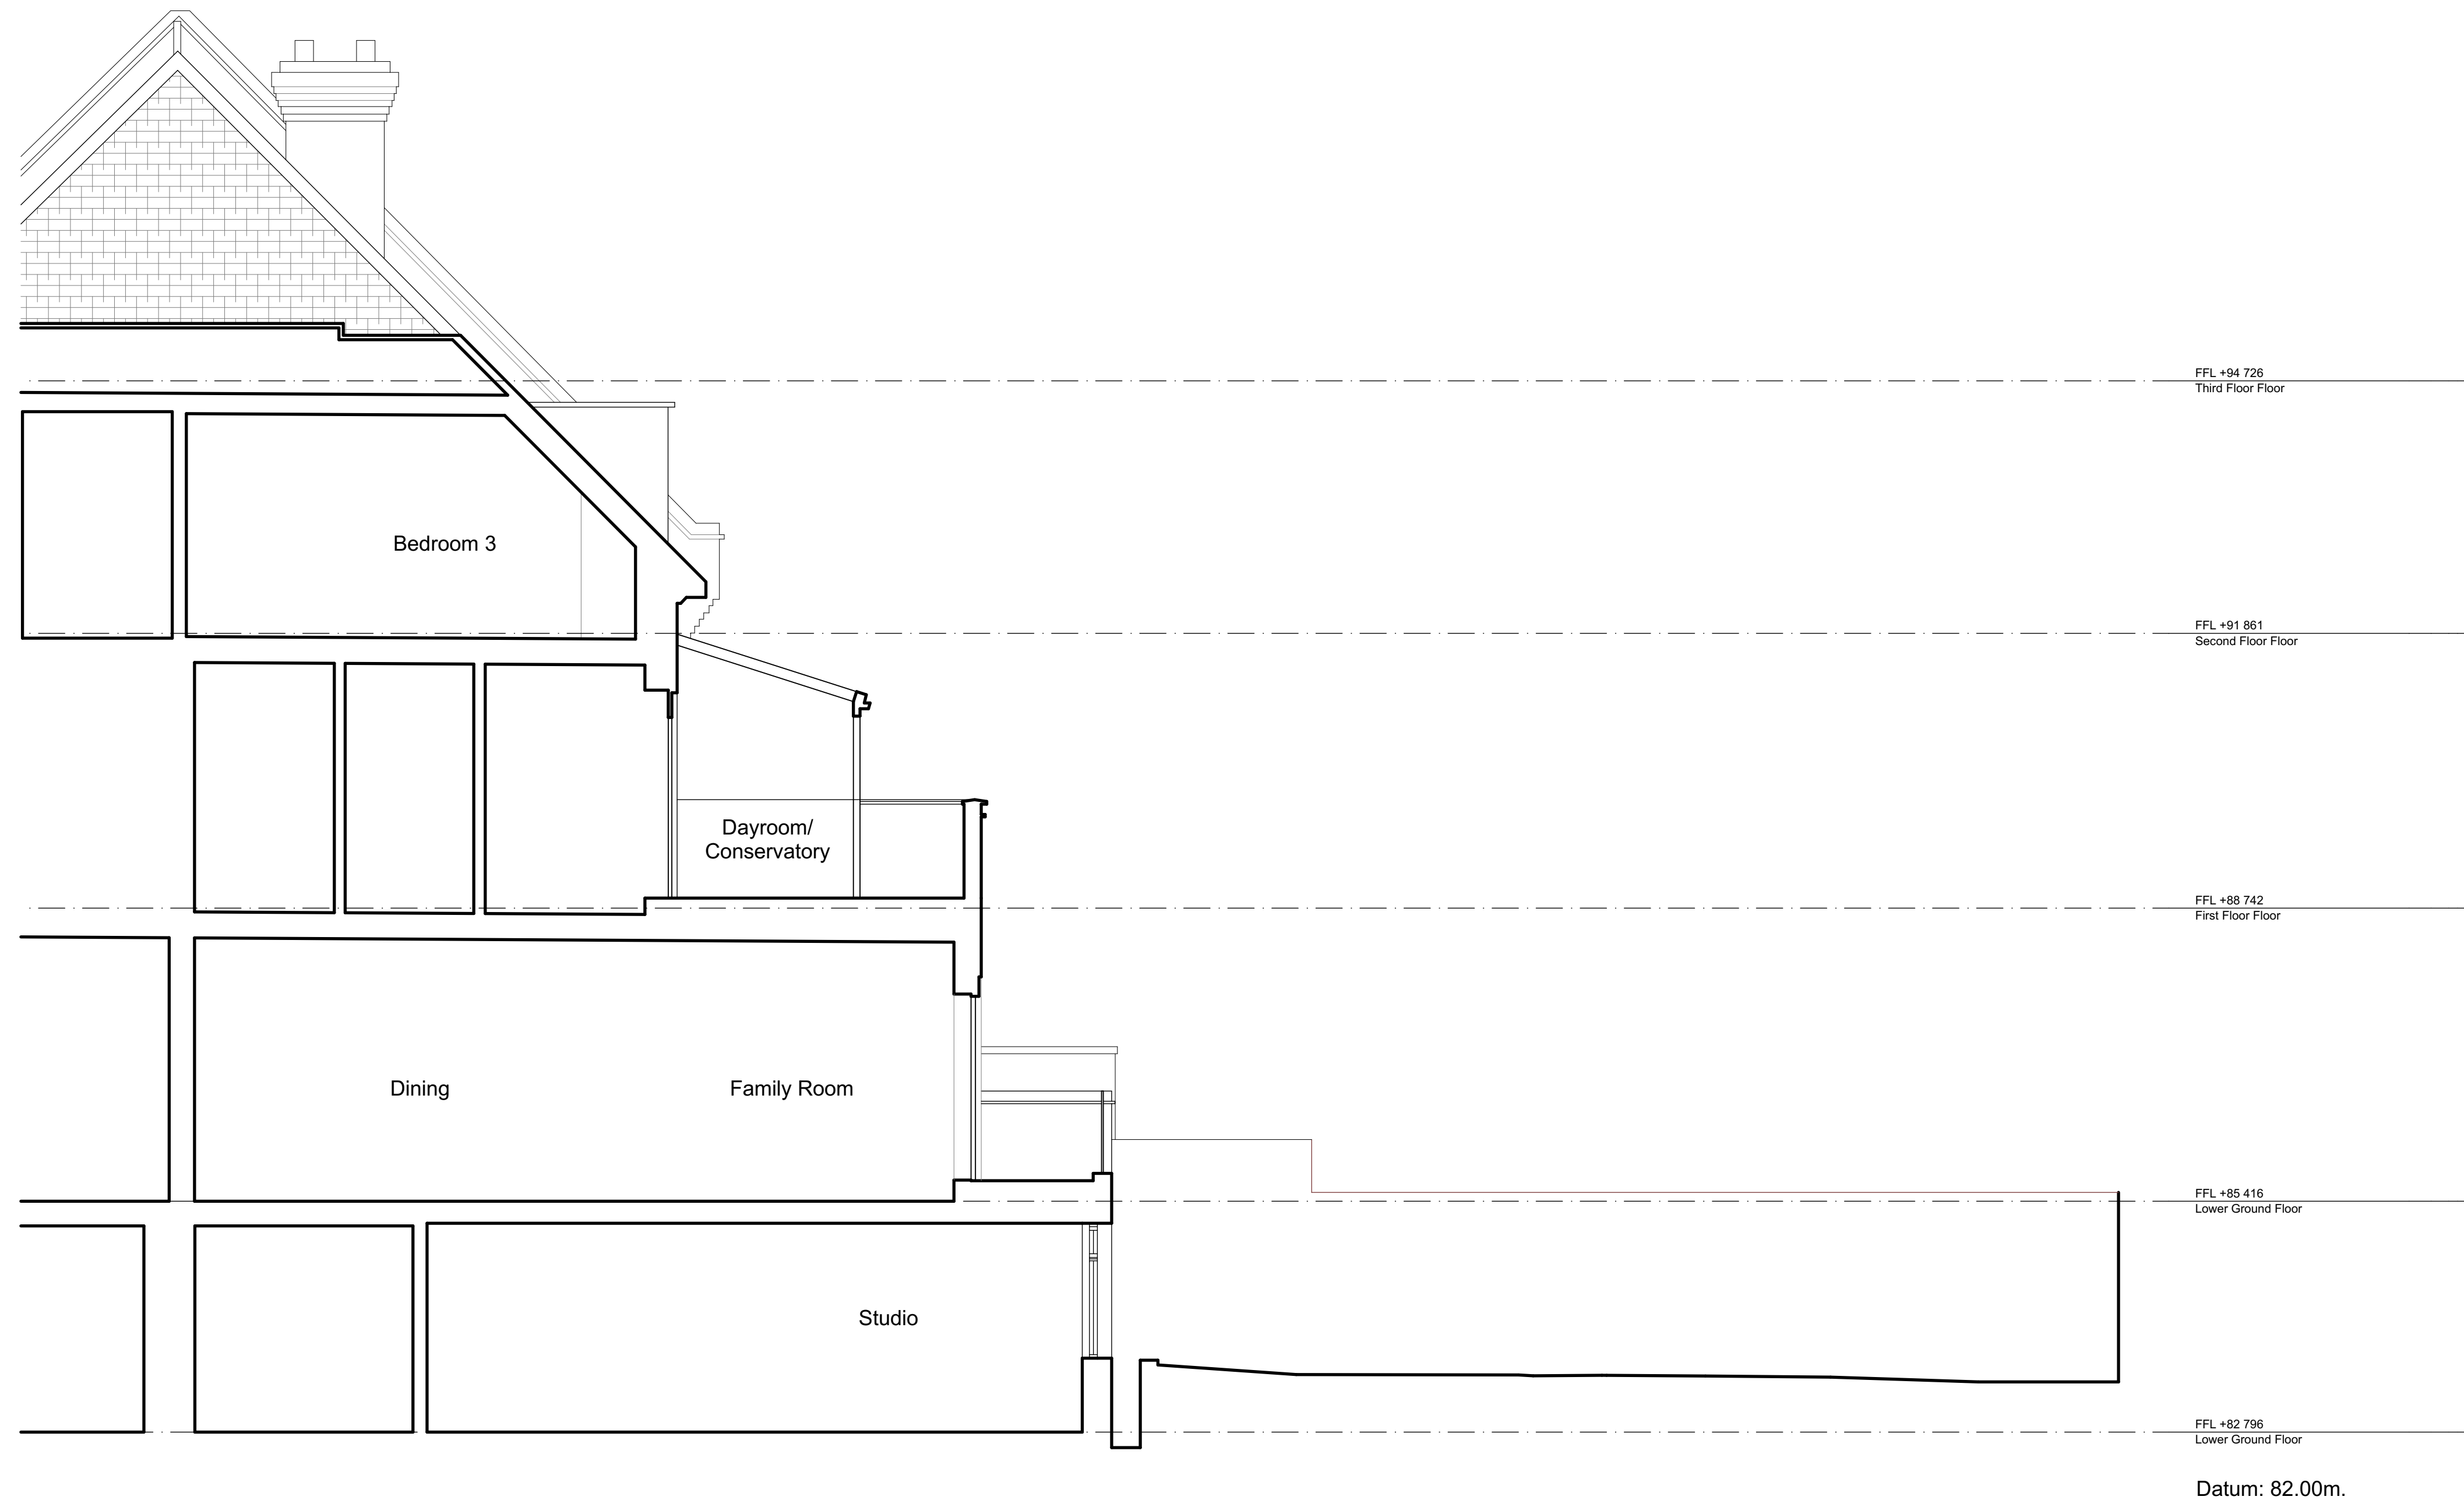 FFL +94 726
Third Floor Floor
Bedroom 3
FFL +91 861
Second Floor Floor
Dayroom/
Conservatory
FFL +88 742
First Floor Floor
Dining
Family Room
FFL +85 416
Lower Ground Floor
Studio
FFL +82 796
Lower Ground Floor
Datum: 82.00m.